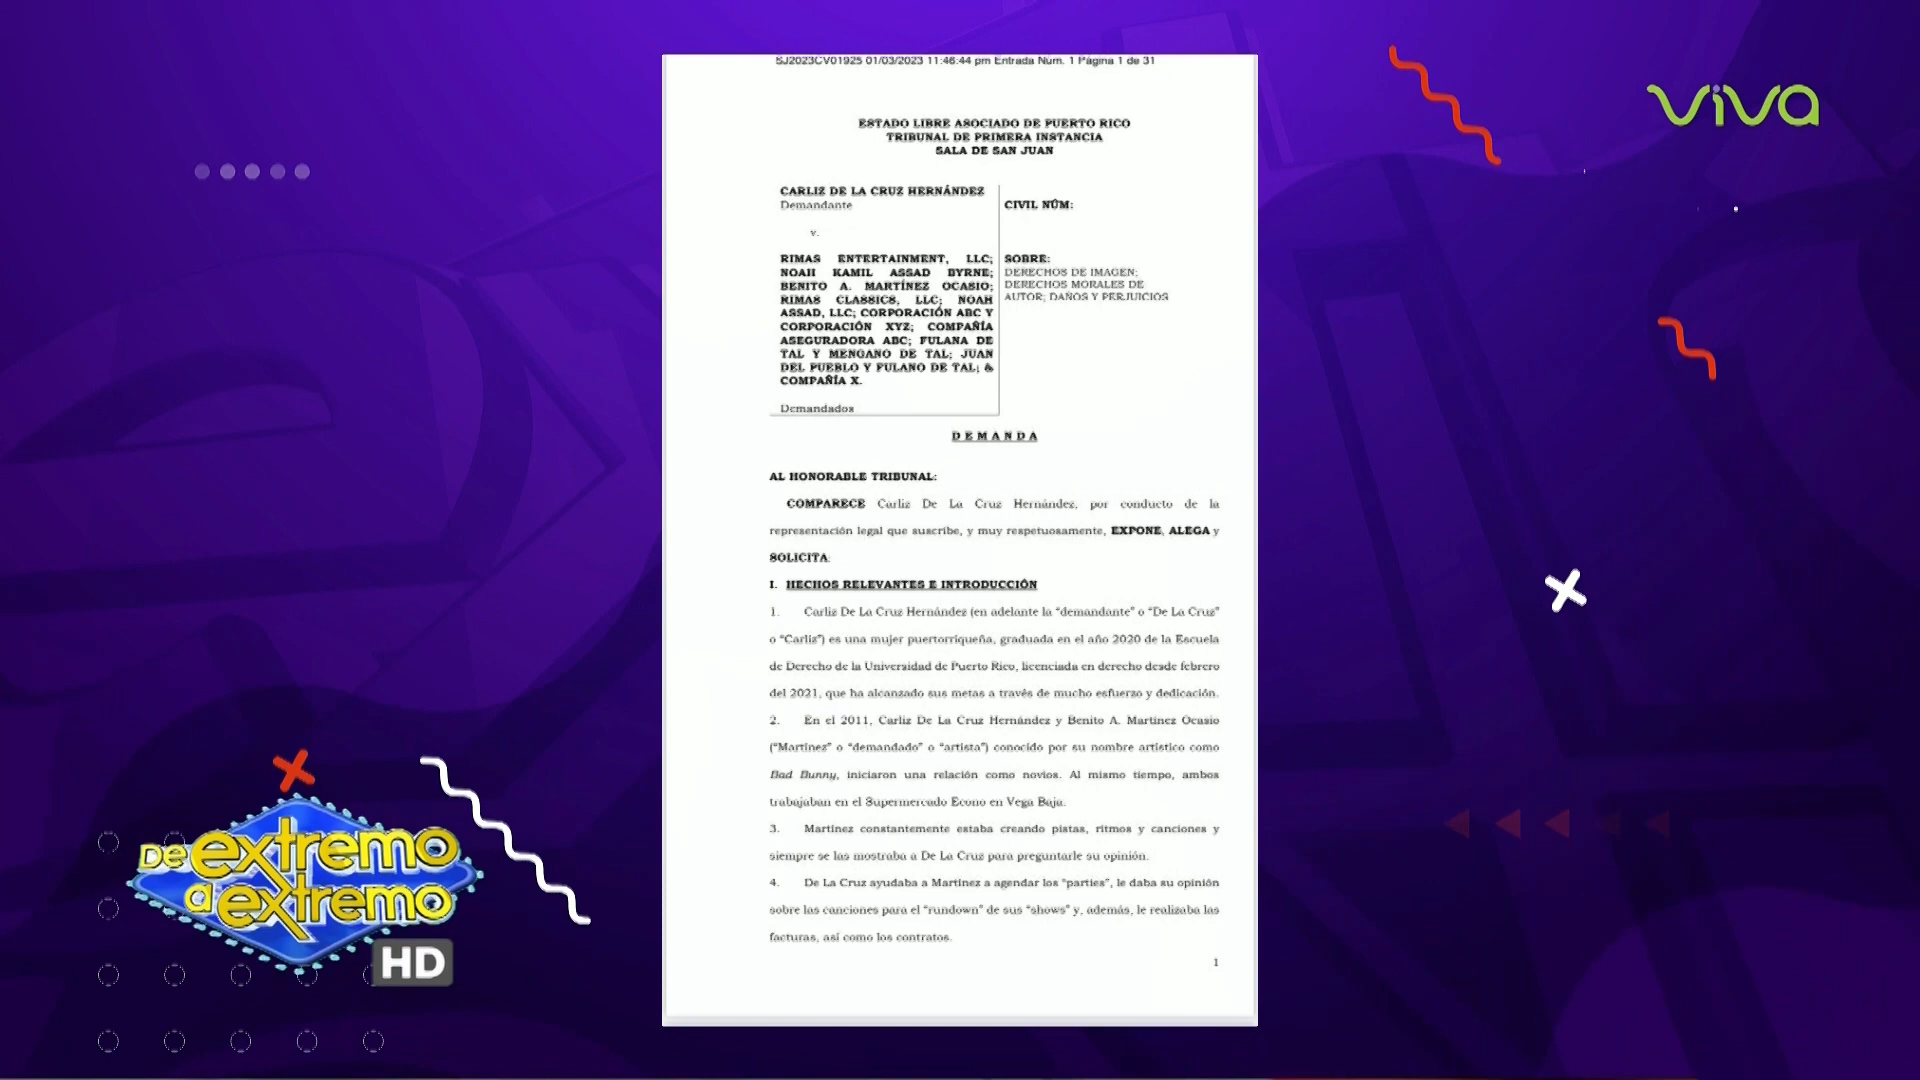 SJ2023CV01925 01/03/2023 11:46:44 pm Entrada Núm. 1 Página 1 de 31
ViVa
ESTADO LIBRE ASOCIADO DE PUERTO RICO
TRIBUNAL DE PRIMERA INSTANCIA
SALA DE SAN JUAN
CARLIZ DE LA CRUZ HERNÁNDEZ
Demandante
v.
RIMAS ENTERTAINMENT, LLC;
NOAH KAMIL ASSAD BYRNE;
BENITO A. MARTÍNEZ OCASIO;
RIMAS CLASSICS, LLC; NOAH
ASSAD, LLC; CORPORACIÓN ABC Y
CORPORACIÓN XYZ; COMPAÑÍA
ASEGURADORA ABC; FULANA DE
TAL Y MENGANO DE TAL; JUAN
DEL PUEBLO Y FULANO DE TAL; &
COMPAÑÍA X.
Demandados
CIVIL NÚM:
SOBRE:
DERECHOS DE IMAGEN;
DERECHOS MORALES DE
AUTOR; DAÑOS Y PERJUICIOS
DEMANDA
AL HONORABLE TRIBUNAL:
COMPARECE Carliz De La Cruz Hernández, por conducto de la
representación legal que suscribe, y muy respetuosamente, EXPONE, ALEGA y
SOLICITA:
I. HECHOS RELEVANTES E INTRODUCCIÓN
1. Carliz De La Cruz Hernández (en adelante la “demandante” o “De La Cruz”
o “Carliz”) es una mujer puertorriqueña, graduada en el año 2020 de la Escuela
de Derecho de la Universidad de Puerto Rico, licenciada en derecho desde febrero
del 2021, que ha alcanzado sus metas a través de mucho esfuerzo y dedicación.
2. En el 2011, Carliz De La Cruz Hernández y Benito A. Martínez Ocasio
(“Martínez” o “demandado” o “artista”) conocido por su nombre artístico como
Bad Bunny, iniciaron una relación como novios. Al mismo tiempo, ambos
trabajaban en el Supermercado Econo en Vega Baja.
3. Martínez constantemente estaba creando pistas, ritmos y canciones y
siempre se las mostraba a De La Cruz para preguntarle su opinión.
4. De La Cruz ayudaba a Martínez a agendar los “parties”, le daba su opinión
sobre las canciones para el “rundown” de sus “shows” y, además, le realizaba las
facturas, así como los contratos.
1
De extremo
a extremo
HD